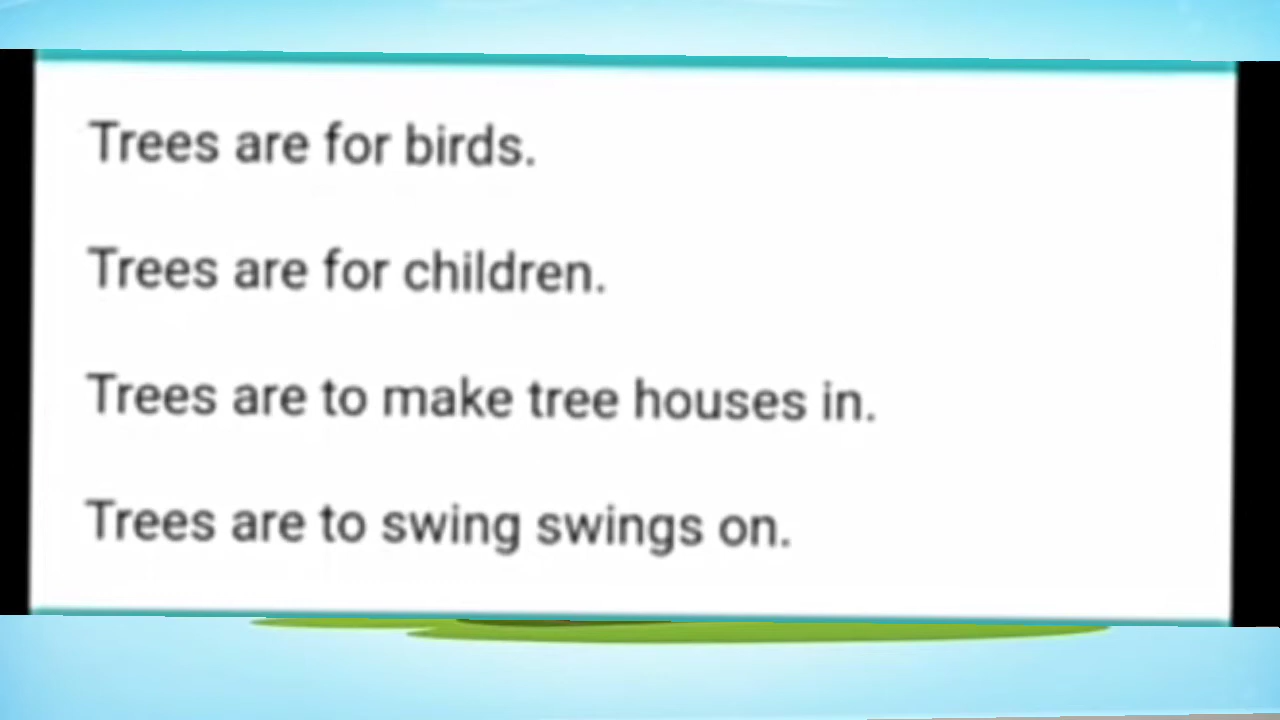 Trees are for birds.
Trees are for children.
Trees are to make tree houses in.
Trees are to swing swings on.